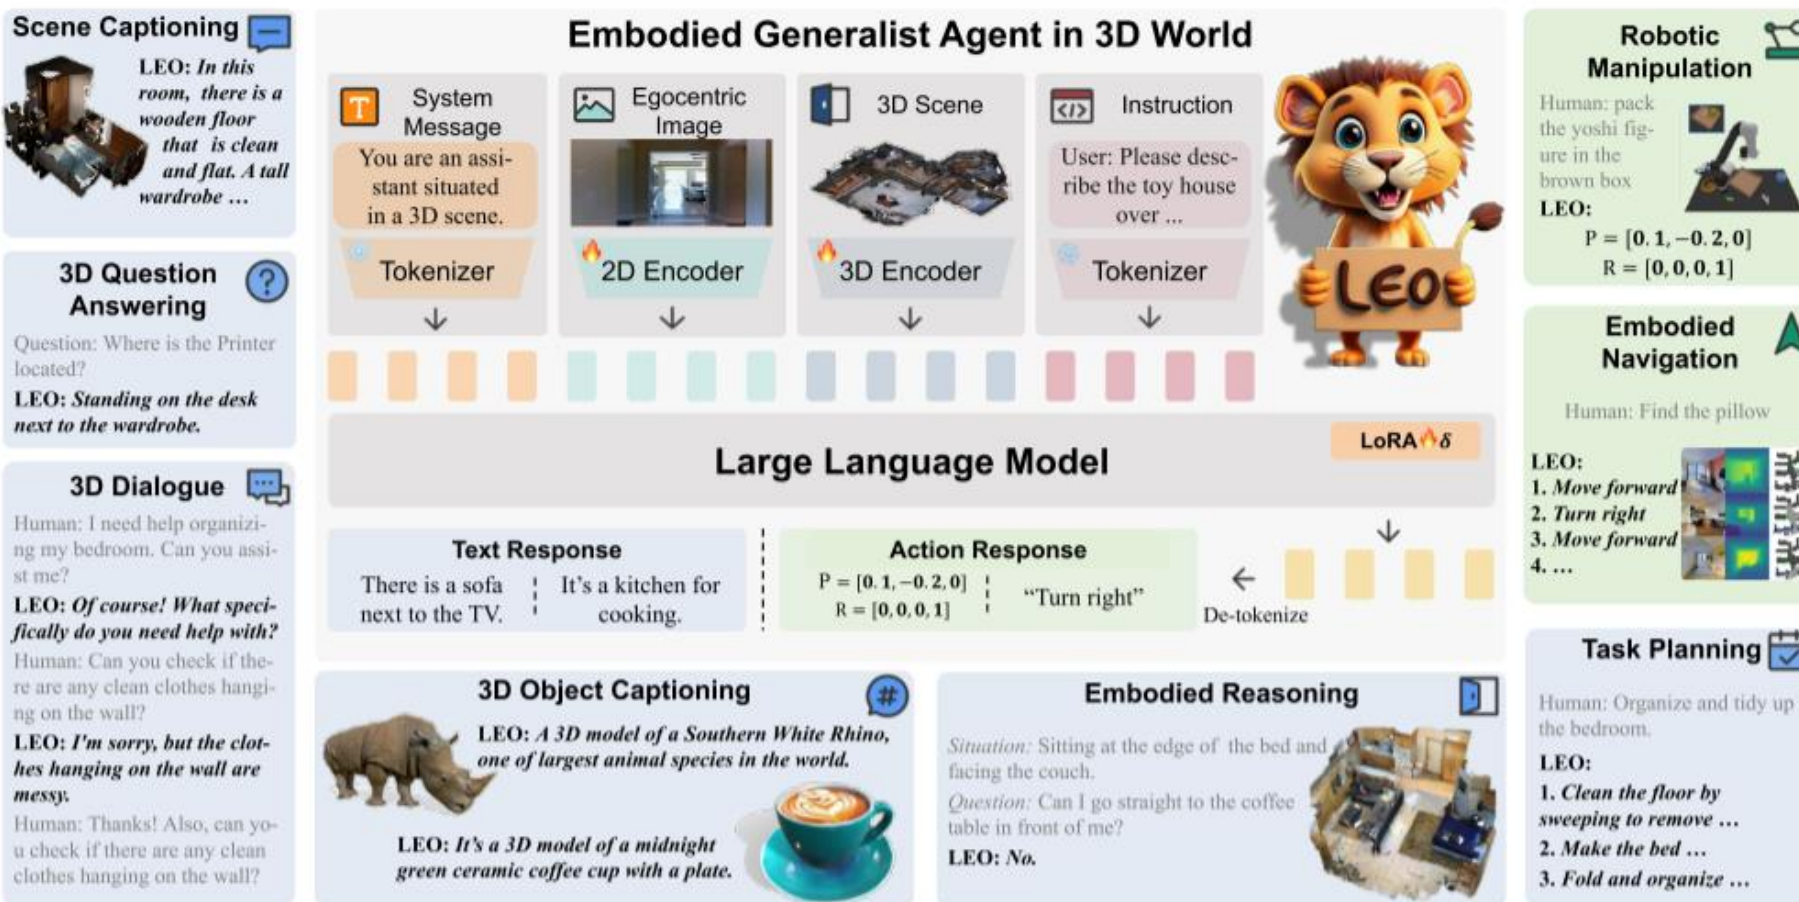 Scene Captioning
LEO: In this
room, there is a
wooden floor
that is clean
and flat. A tall
wardrobe ...
3D Question
Answering
Question: Where is the Printer
located?
LEO: Standing on the desk
next to the wardrobe.
3D Dialogue
Human: I need help organizi-
ng my bedroom. Can you assi-
st me?
LEO: Of course! What speci-
fically do you need help with?
Human: Can you check if the-
re are any clean clothes hangi-
ng on the wall?
LEO: I'm sorry, but the clot-
hes hanging on the wall are
messy.
Human: Thanks! Also, can yo-
u check if there are any clean
clothes hanging on the wall?
Embodied Generalist Agent in 3D World
T
System
Message
You are an assi-
stant situated
in a 3D scene.
Tokenizer
Egocentric
Image
2D Encoder
3D Scene
3D Encoder
</>
Instruction
User: Please desc-
ribe the toy house
over ...
Tokenizer
LEO
Large Language Model
LoRA δ
Text Response
There is a sofa
next to the TV.
It's a kitchen for
cooking.
Action Response
P = [0.1, −0.2, 0]
R = [0, 0, 0, 1]
“Turn right”
De-tokenize
3D Object Captioning
#
LEO: A 3D model of a Southern White Rhino,
one of largest animal species in the world.
LEO: It's a 3D model of a midnight
green ceramic coffee cup with a plate.
Embodied Reasoning
Situation: Sitting at the edge of the bed and
facing the couch.
Question: Can I go straight to the coffee
table in front of me?
LEO: No.
Robotic
Manipulation
Human: pack
the yoshi fig-
ure in the
brown box
LEO:
P = [0.1, −0.2, 0]
R = [0, 0, 0, 1]
Embodied
Navigation
Human: Find the pillow
LEO:
1. Move forward
2. Turn right
3. Move forward
4. ...
Task Planning
Human: Organize and tidy up
the bedroom.
LEO:
1. Clean the floor by
sweeping to remove ...
2. Make the bed ...
3. Fold and organize ...